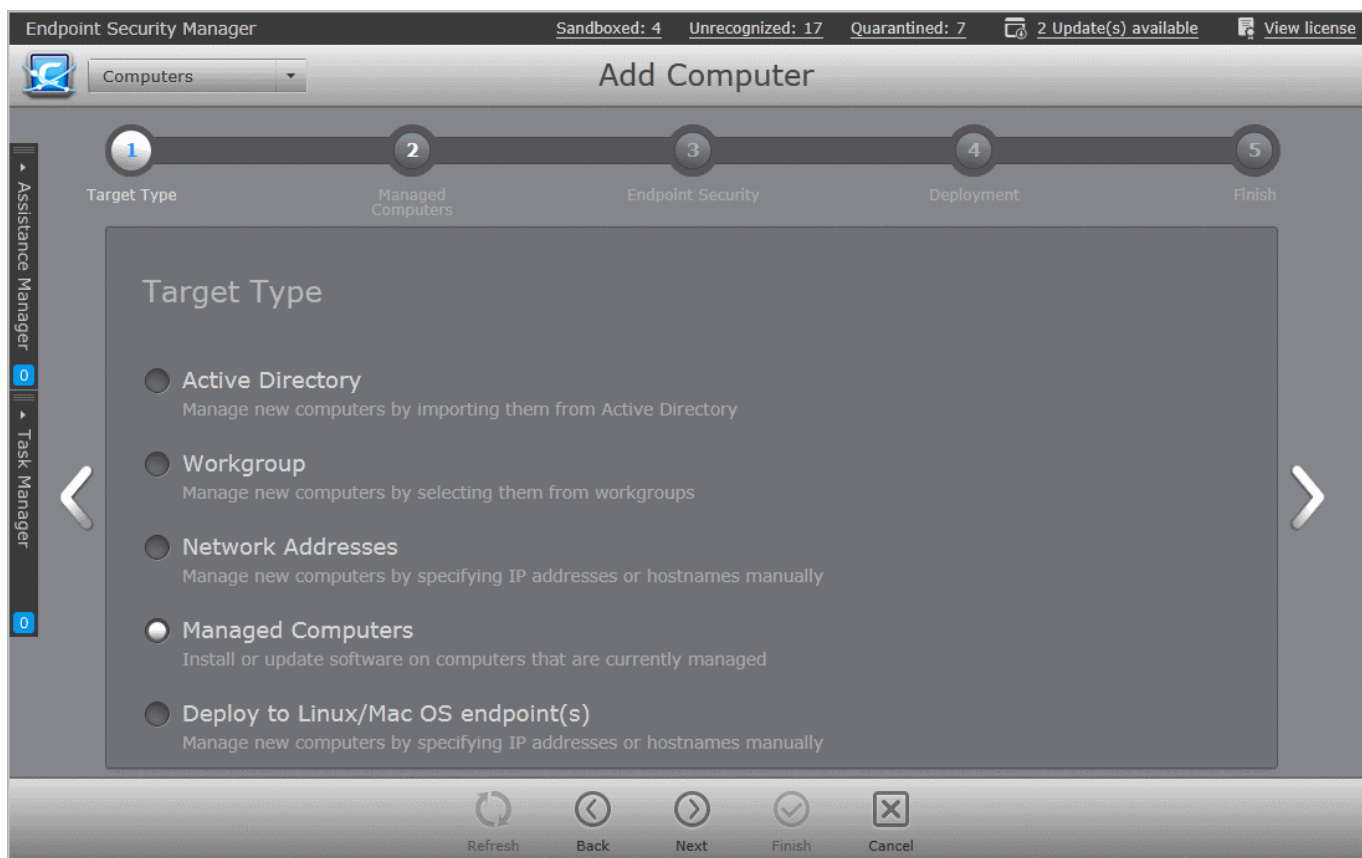 Endpoint Security Manager Sandboxed: 4 Unrecognized: 17 Quarantined: 7 2 Update(s) available View license
Computers Add Computer
1 2 3 4 5
Target Type Managed Computers Endpoint Security Deployment Finish
Assistance Manager
0
Task Manager
0
Target Type
Active Directory
Manage new computers by importing them from Active Directory
Workgroup
Manage new computers by selecting them from workgroups
Network Addresses
Manage new computers by specifying IP addresses or hostnames manually
Managed Computers
Install or update software on computers that are currently managed
Deploy to Linux/Mac OS endpoint(s)
Manage new computers by specifying IP addresses or hostnames manually
Refresh Back Next Finish Cancel